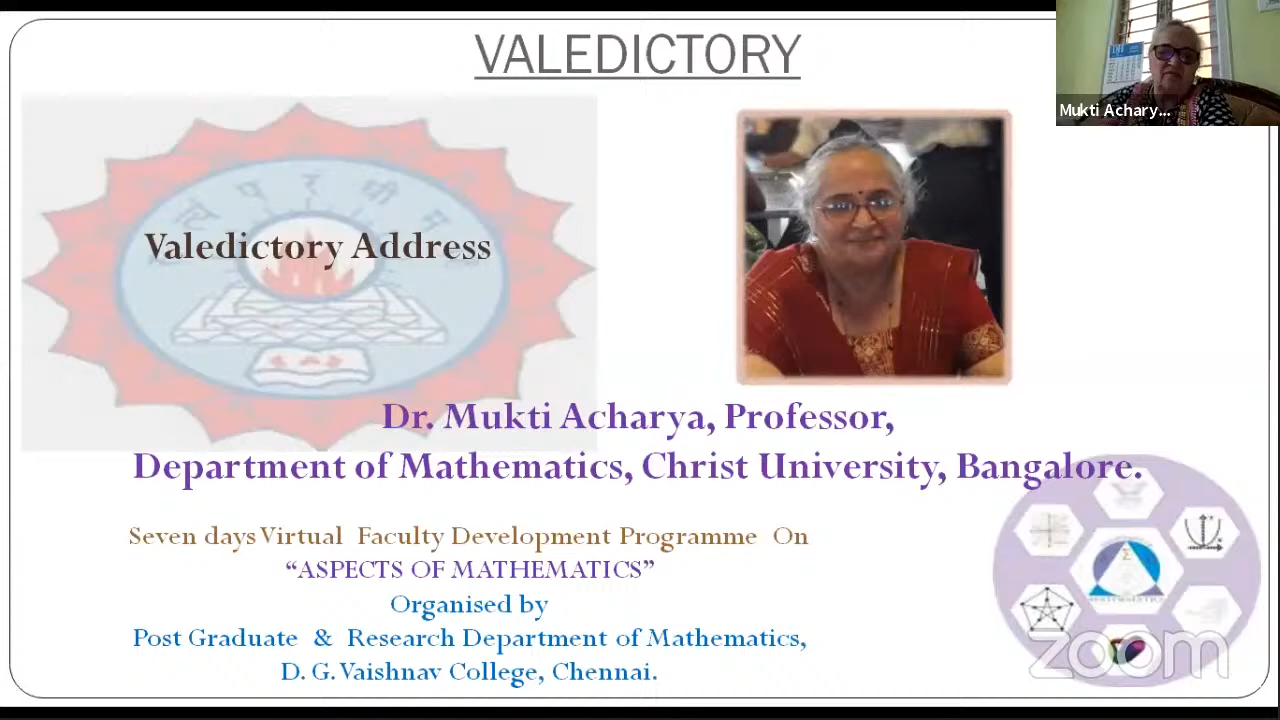 VALEDICTORY
Mukti Achary...
Valedictory Address
Dr. Mukti Acharya, Professor,
Department of Mathematics, Christ University, Bangalore.
Seven days Virtual Faculty Development Programme On
“ASPECTS OF MATHEMATICS”
Organised by
Post Graduate & Research Department of Mathematics,
D. G. Vaishnav College, Chennai.
zoom